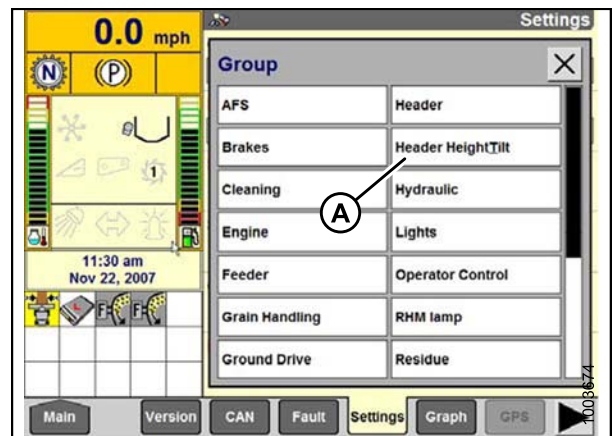 0.0 mph
Settings
N
(P)
Group
X
AFS
Header
Brakes
Header HeightTilt
Cleaning
Hydraulic
A
Engine
Lights
Feeder
Operator Control
Grain Handling
RHM lamp
Ground Drive
Residue
1
11:30 am
Nov 22, 2007
F
F
Main
Version
CAN
Fault
Settings
Graph
GPS
1003674